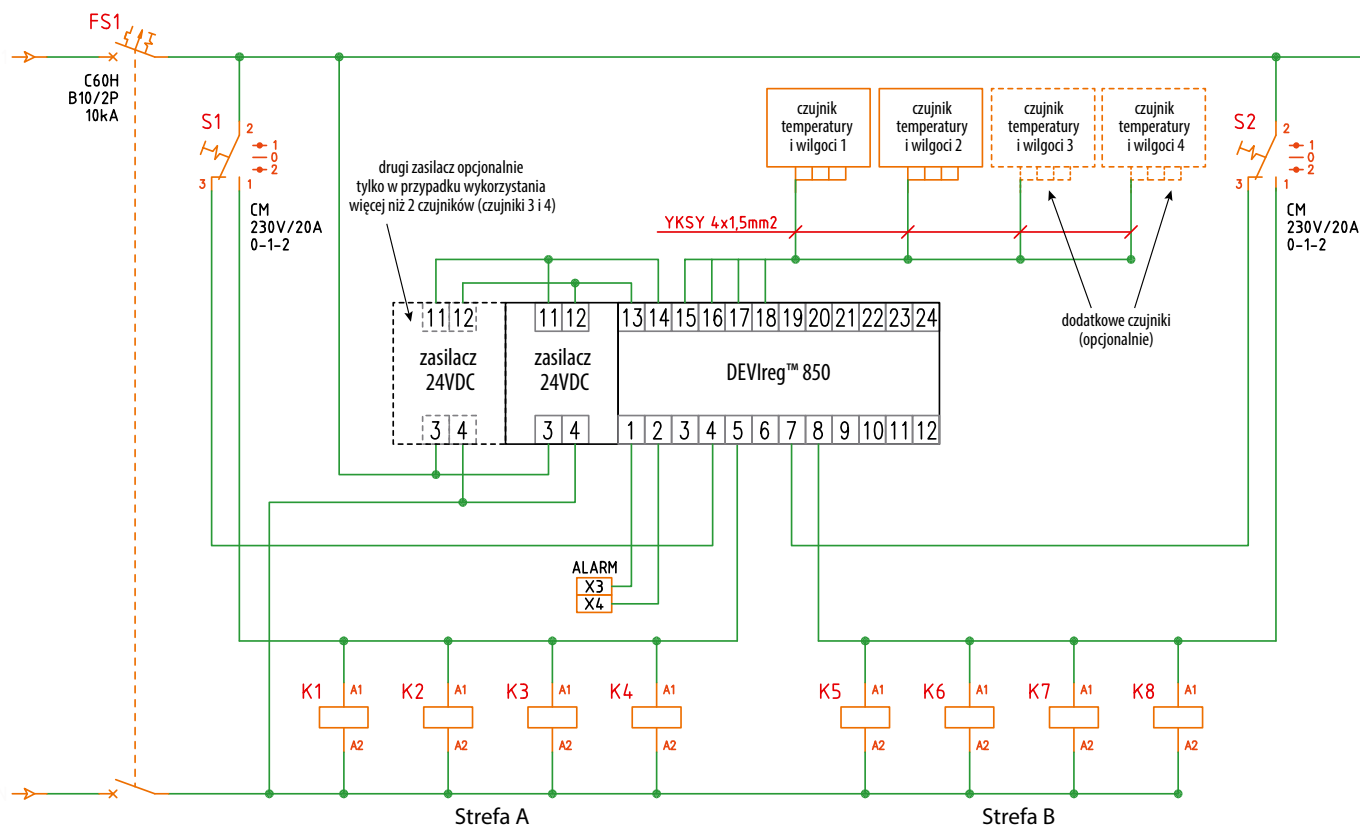 FS1
C60H
B10/2P
10kA
S1
2
1
0
2
3
1
CM
230V/20A
0-1-2
drugi zasilacz opcjonalnie
tylko w przypadku wykorzystania
więcej niż 2 czujników (czujniki 3 i 4)
czujnik
temperatury
i wilgoci 1
czujnik
temperatury
i wilgoci 2
czujnik
temperatury
i wilgoci 3
czujnik
temperatury
i wilgoci 4
S2
2
1
0
2
3
1
CM
230V/20A
0-1-2
YKSY 4x1,5mm2
dodatkowe czujniki
(opcjonalnie)
11 12
zasilacz
24VDC
3 4
11 12
zasilacz
24VDC
3 4
13 14 15 16 17 18 19 20 21 22 23 24
DEVIreg™ 850
1 2 3 4 5 6 7 8 9 10 11 12
ALARM
X3
X4
K1 A1
A2
K2 A1
A2
K3 A1
A2
K4 A1
A2
K5 A1
A2
K6 A1
A2
K7 A1
A2
K8 A1
A2
Strefa A
Strefa B